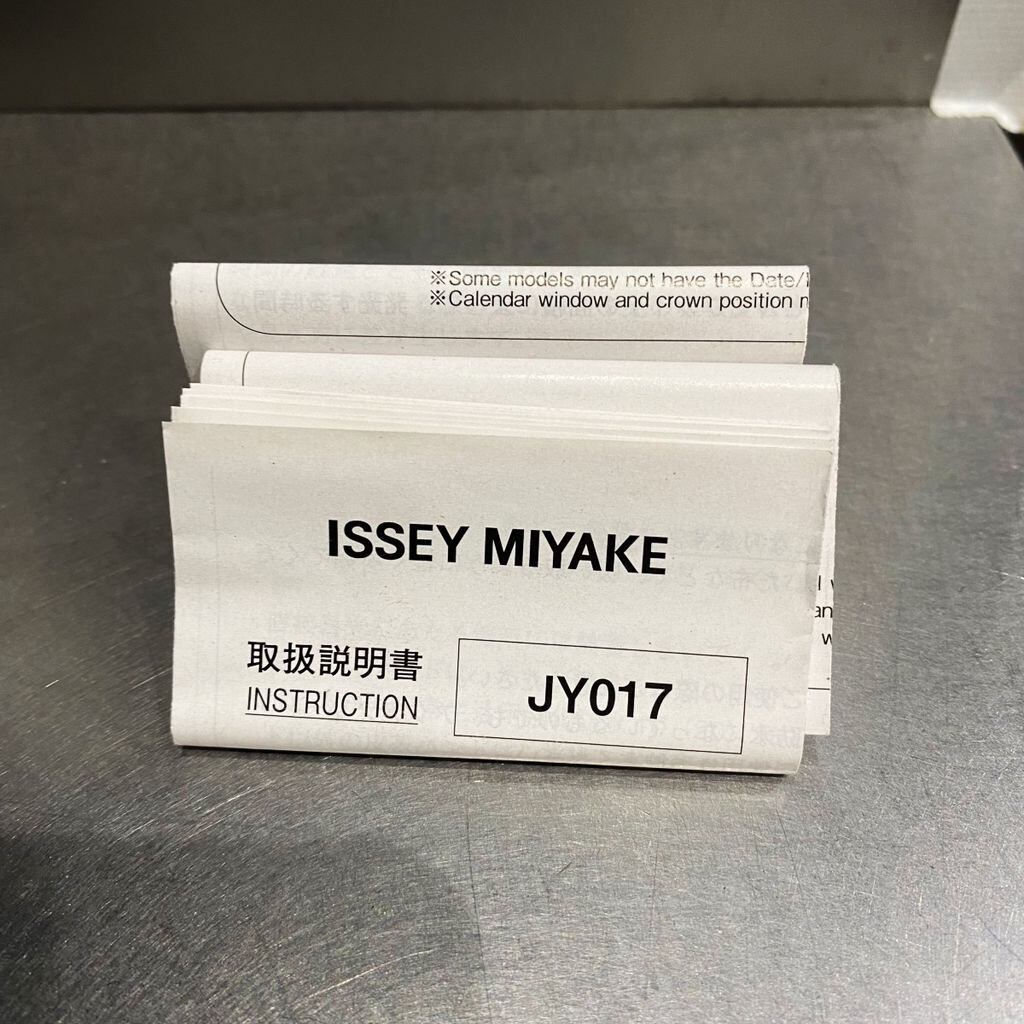 ※Some models may not have the Date/
※Calendar window and crown position
ISSEY MIYAKE
取扱説明書
INSTRUCTION
JY017